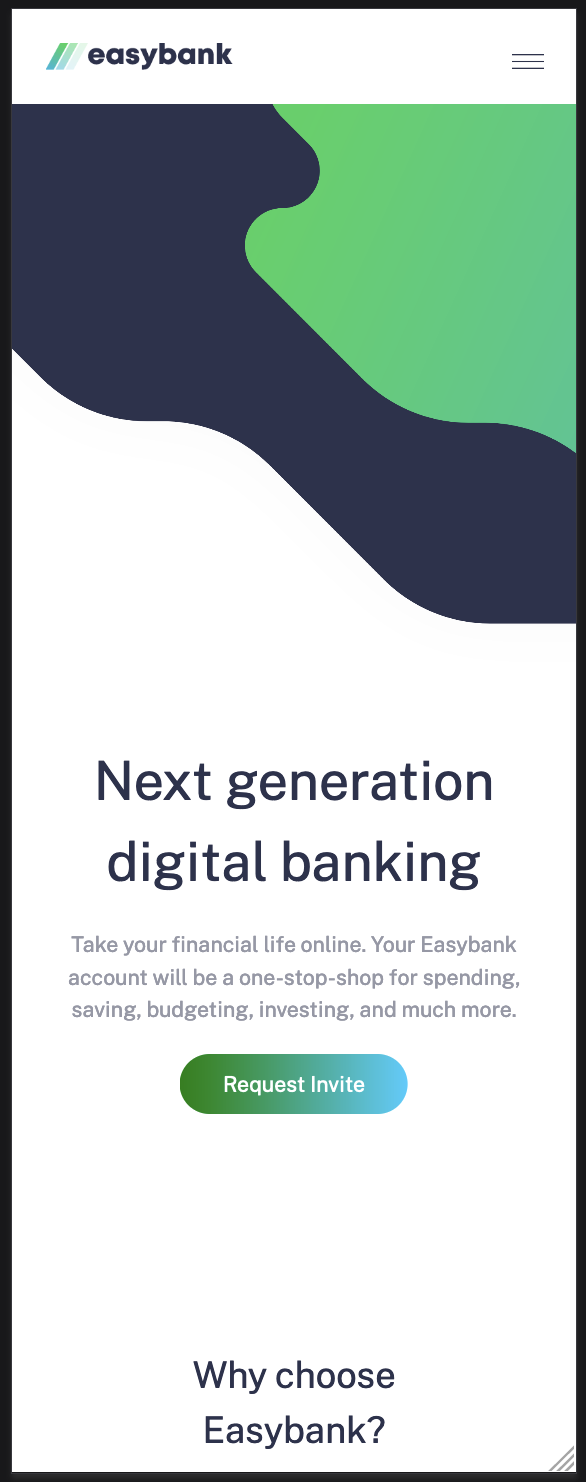 easybank
Next generation
digital banking
Take your financial life online. Your Easybank
account will be a one-stop-shop for spending,
saving, budgeting, investing, and much more.
Request Invite
Why choose
Easybank?